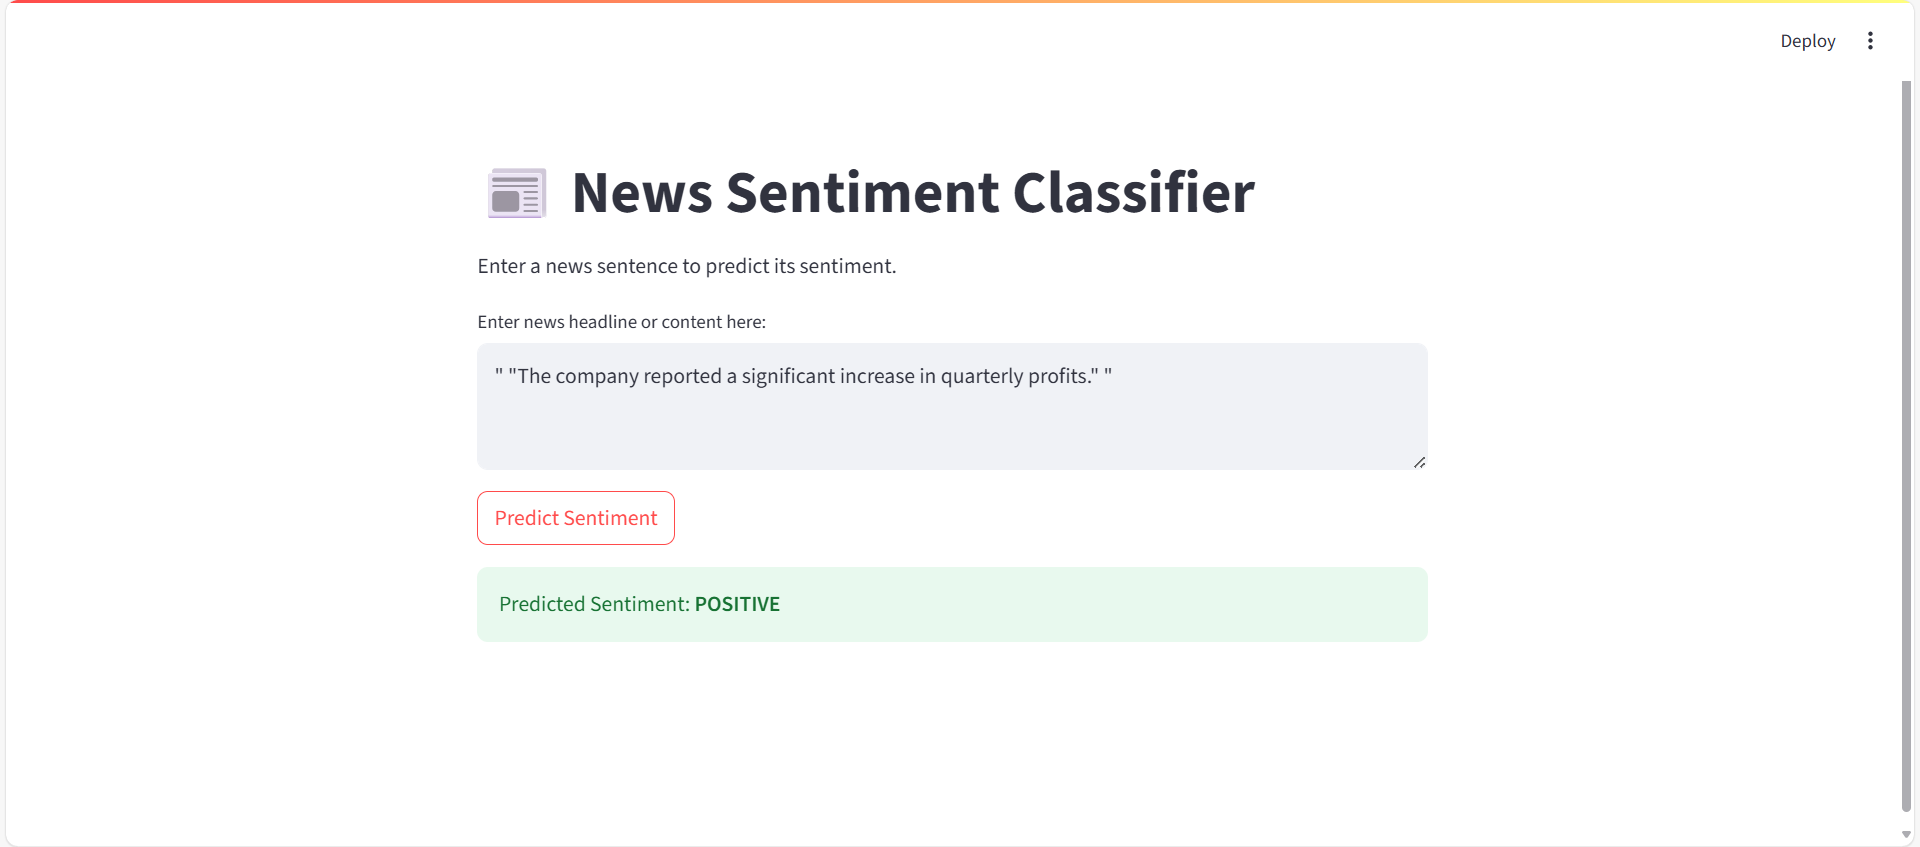 Deploy
News Sentiment Classifier
Enter a news sentence to predict its sentiment.
Enter news headline or content here:
" "The company reported a significant increase in quarterly profits." "
Predict Sentiment
Predicted Sentiment: POSITIVE